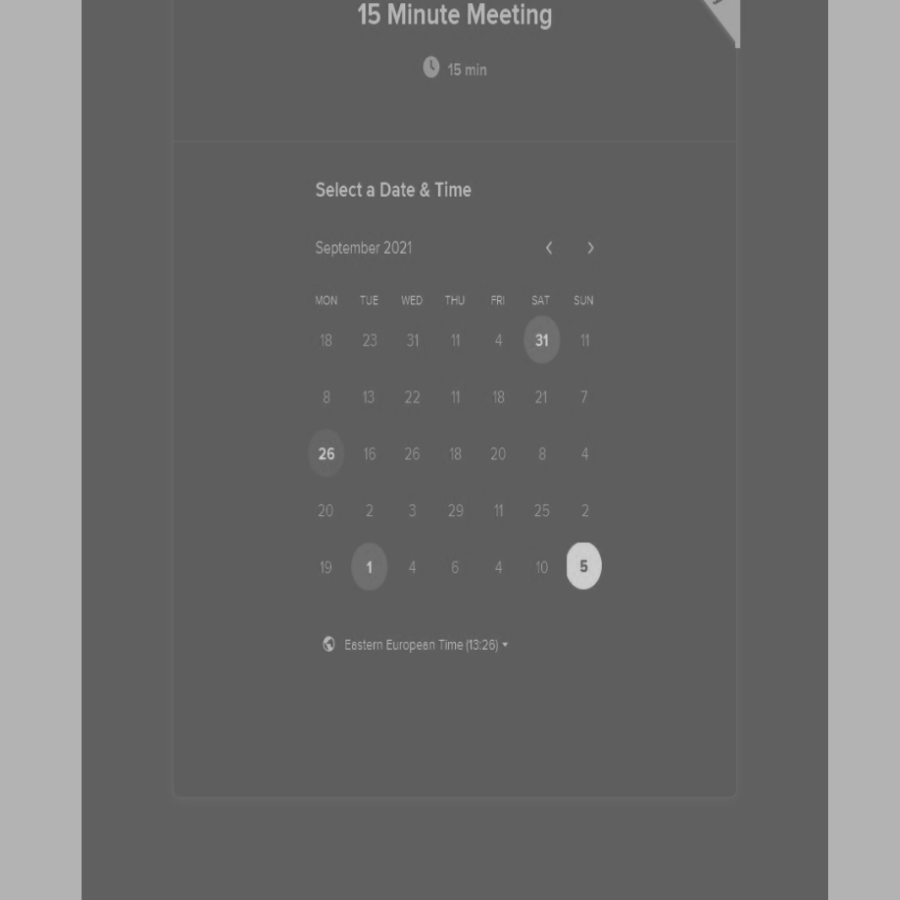 15 Minute Meeting
15 min
Select a Date & Time
September 2021
MON TUE WED THU FRI SAT SUN
18 23 31 11 4 31 11
8 13 22 11 18 21 7
26 16 26 18 20 8 4
20 2 3 29 11 25 2
19 1 4 6 4 10 5
Eastern European Time (13:26)